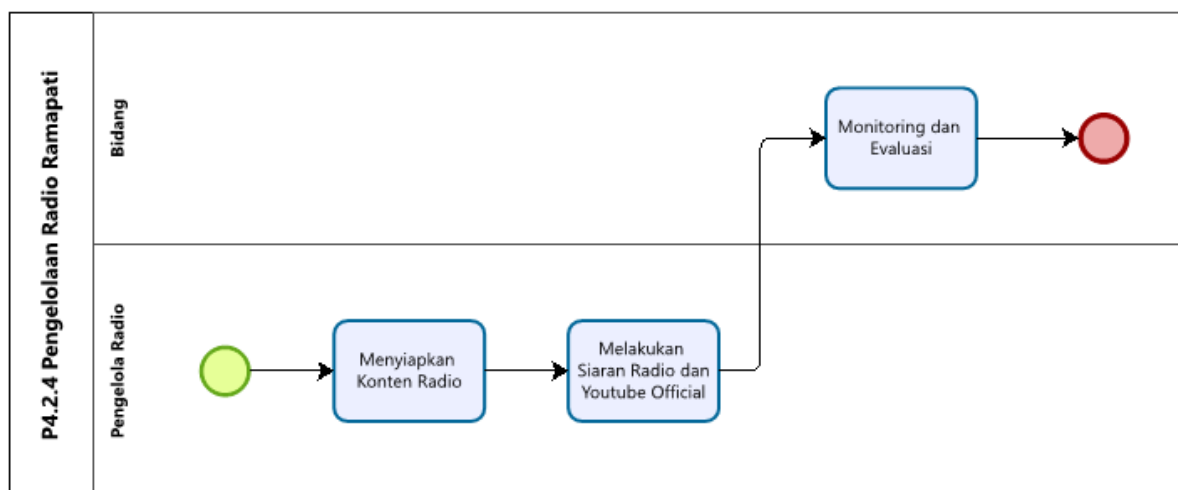 P4.2.4 Pengelolaan Radio Ramapati
Bidang
Monitoring dan
Evaluasi
Pengelola Radio
Menyiapkan
Konten Radio
Melakukan
Siaran Radio dan
Youtube Official